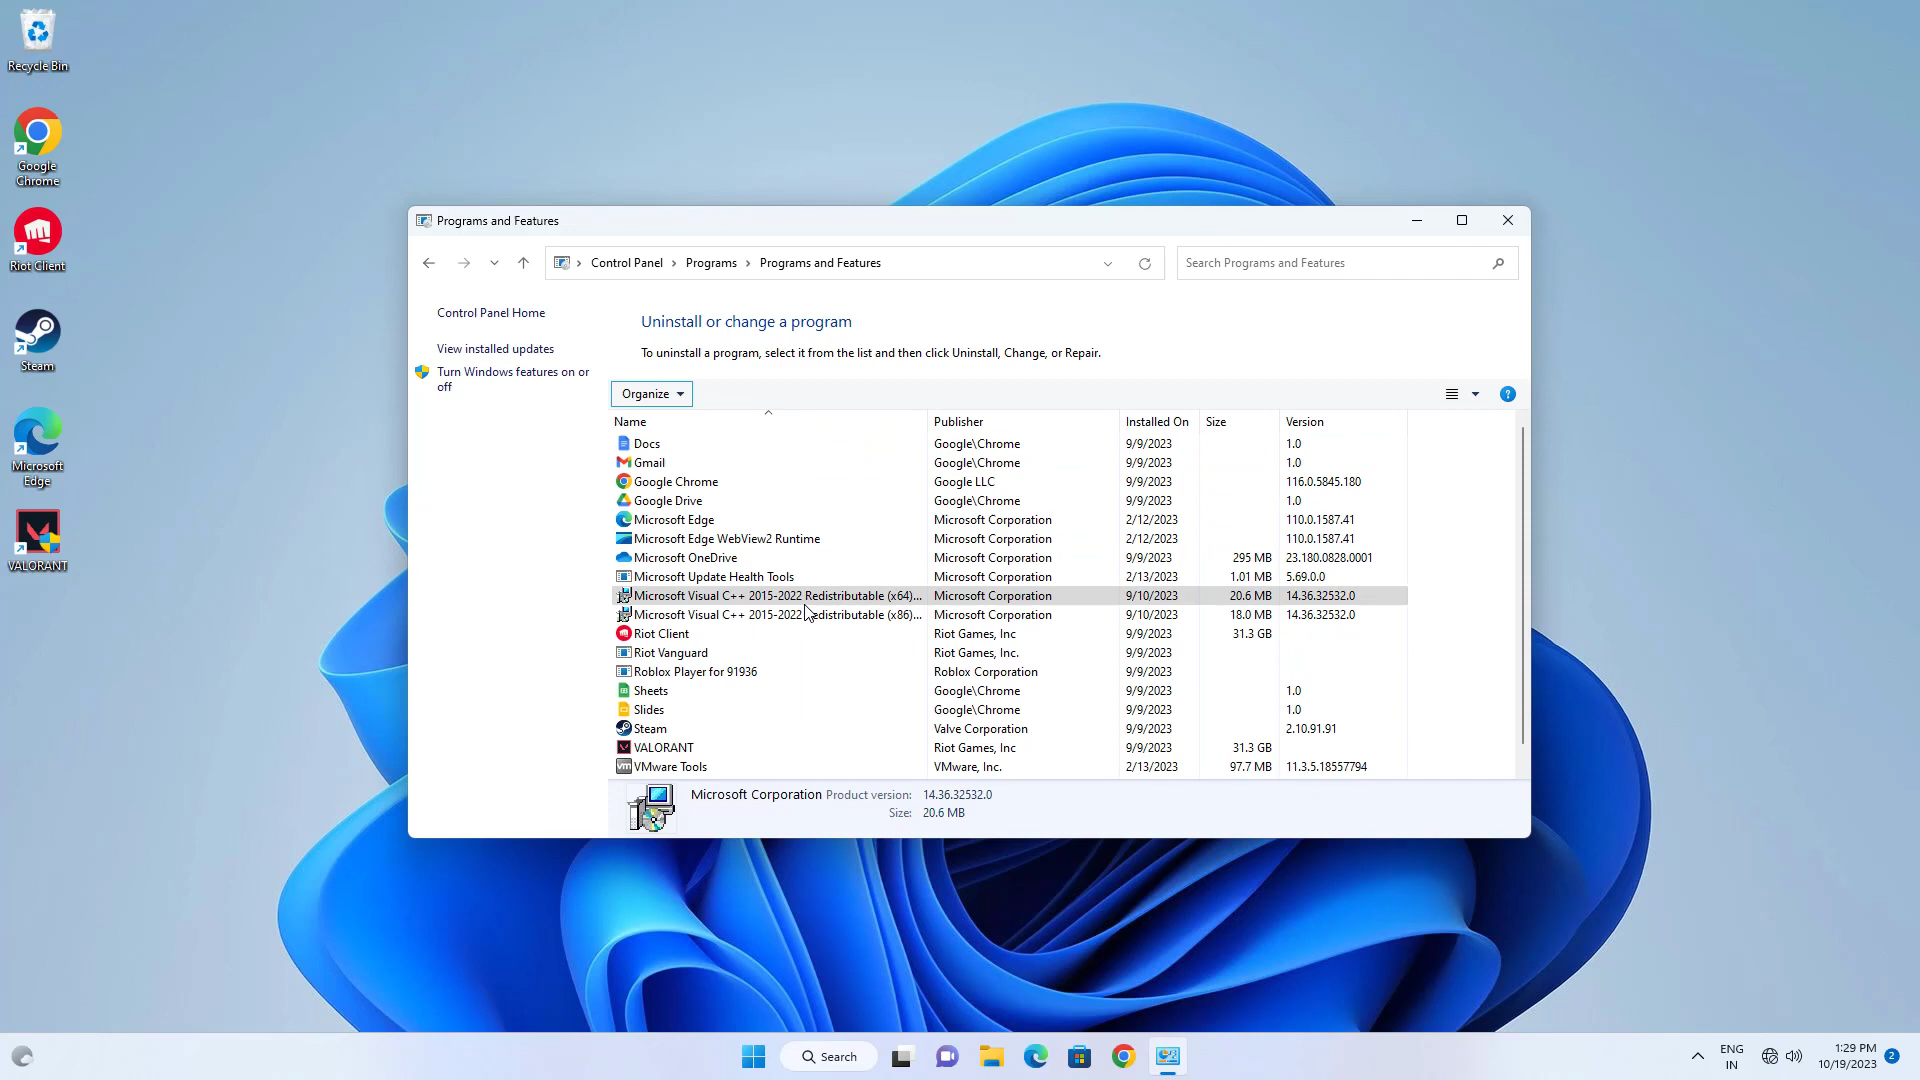 Recycle Bin
Google
Chrome
Riot Client
Steam
Microsoft
Edge
VALORANT
Programs and Features
Control Panel > Programs > Programs and Features
Search Programs and Features
Control Panel Home
View installed updates
Turn Windows features on or
off
Uninstall or change a program
To uninstall a program, select it from the list and then click Uninstall, Change, or Repair.
Organize
Name Publisher Installed On Size Version
Docs Google\Chrome 9/9/2023 1.0
Gmail Google\Chrome 9/9/2023 1.0
Google Chrome Google LLC 9/9/2023 116.0.5845.180
Google Drive Google\Chrome 9/9/2023 1.0
Microsoft Edge Microsoft Corporation 2/12/2023 110.0.1587.41
Microsoft Edge WebView2 Runtime Microsoft Corporation 2/12/2023 110.0.1587.41
Microsoft OneDrive Microsoft Corporation 9/9/2023 295 MB 23.180.0828.0001
Microsoft Update Health Tools Microsoft Corporation 2/13/2023 1.01 MB 5.69.0.0
Microsoft Visual C++ 2015-2022 Redistributable (x64)... Microsoft Corporation 9/10/2023 20.6 MB 14.36.32532.0
Microsoft Visual C++ 2015-2022 Redistributable (x86)... Microsoft Corporation 9/10/2023 18.0 MB 14.36.32532.0
Riot Client Riot Games, Inc 9/9/2023 31.3 GB
Riot Vanguard Riot Games, Inc. 9/9/2023
Roblox Player for 91936 Roblox Corporation 9/9/2023
Sheets Google\Chrome 9/9/2023 1.0
Slides Google\Chrome 9/9/2023 1.0
Steam Valve Corporation 9/9/2023 2.10.91.91
VALORANT Riot Games, Inc 9/9/2023 31.3 GB
VMware Tools VMware, Inc. 2/13/2023 97.7 MB 11.3.5.18557794
Microsoft Corporation Product version: 14.36.32532.0
Size: 20.6 MB
Search
ENG
IN
1:29 PM
10/19/2023
2